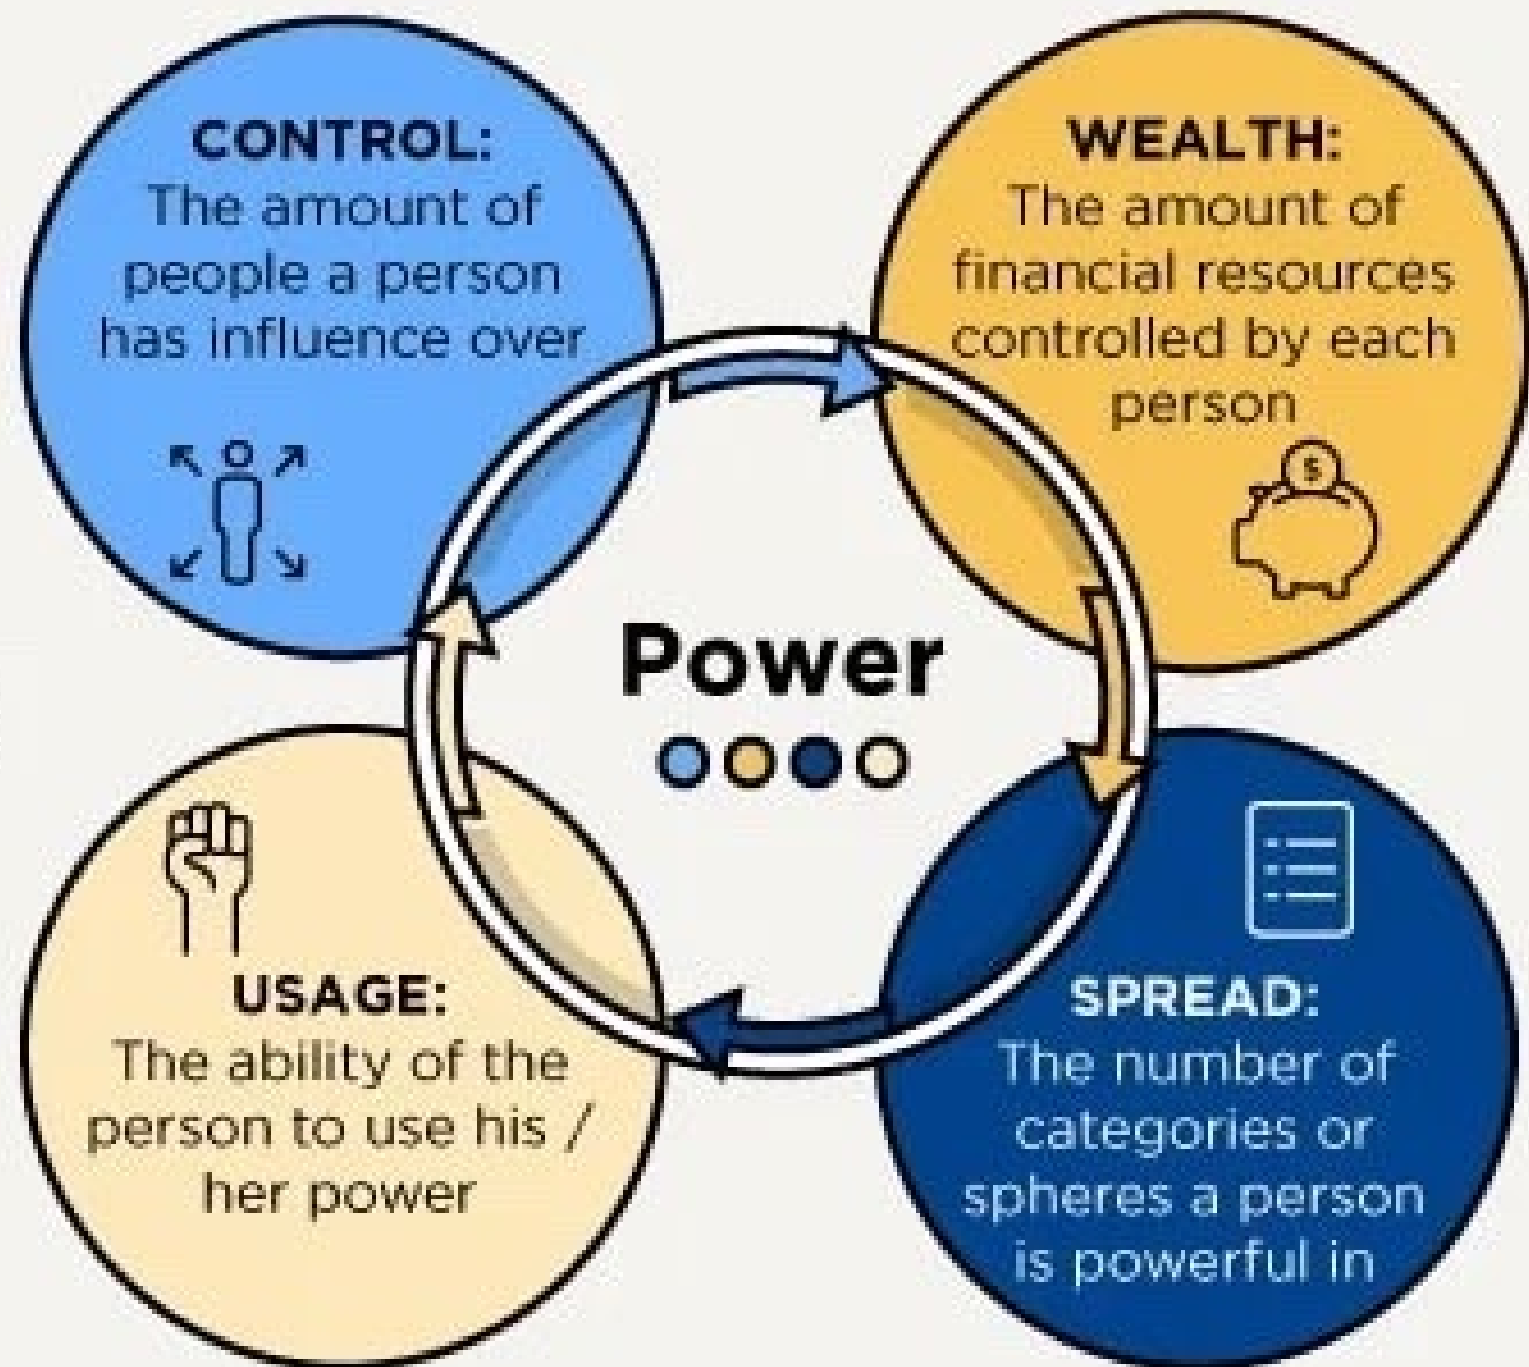 CONTROL:
The amount of
people a person
has influence over
WEALTH:
The amount of
financial resources
controlled by each
person
$
Power
USAGE:
The ability of the
person to use his /
her power
SPREAD:
The number of
categories or
spheres a person
is powerful in